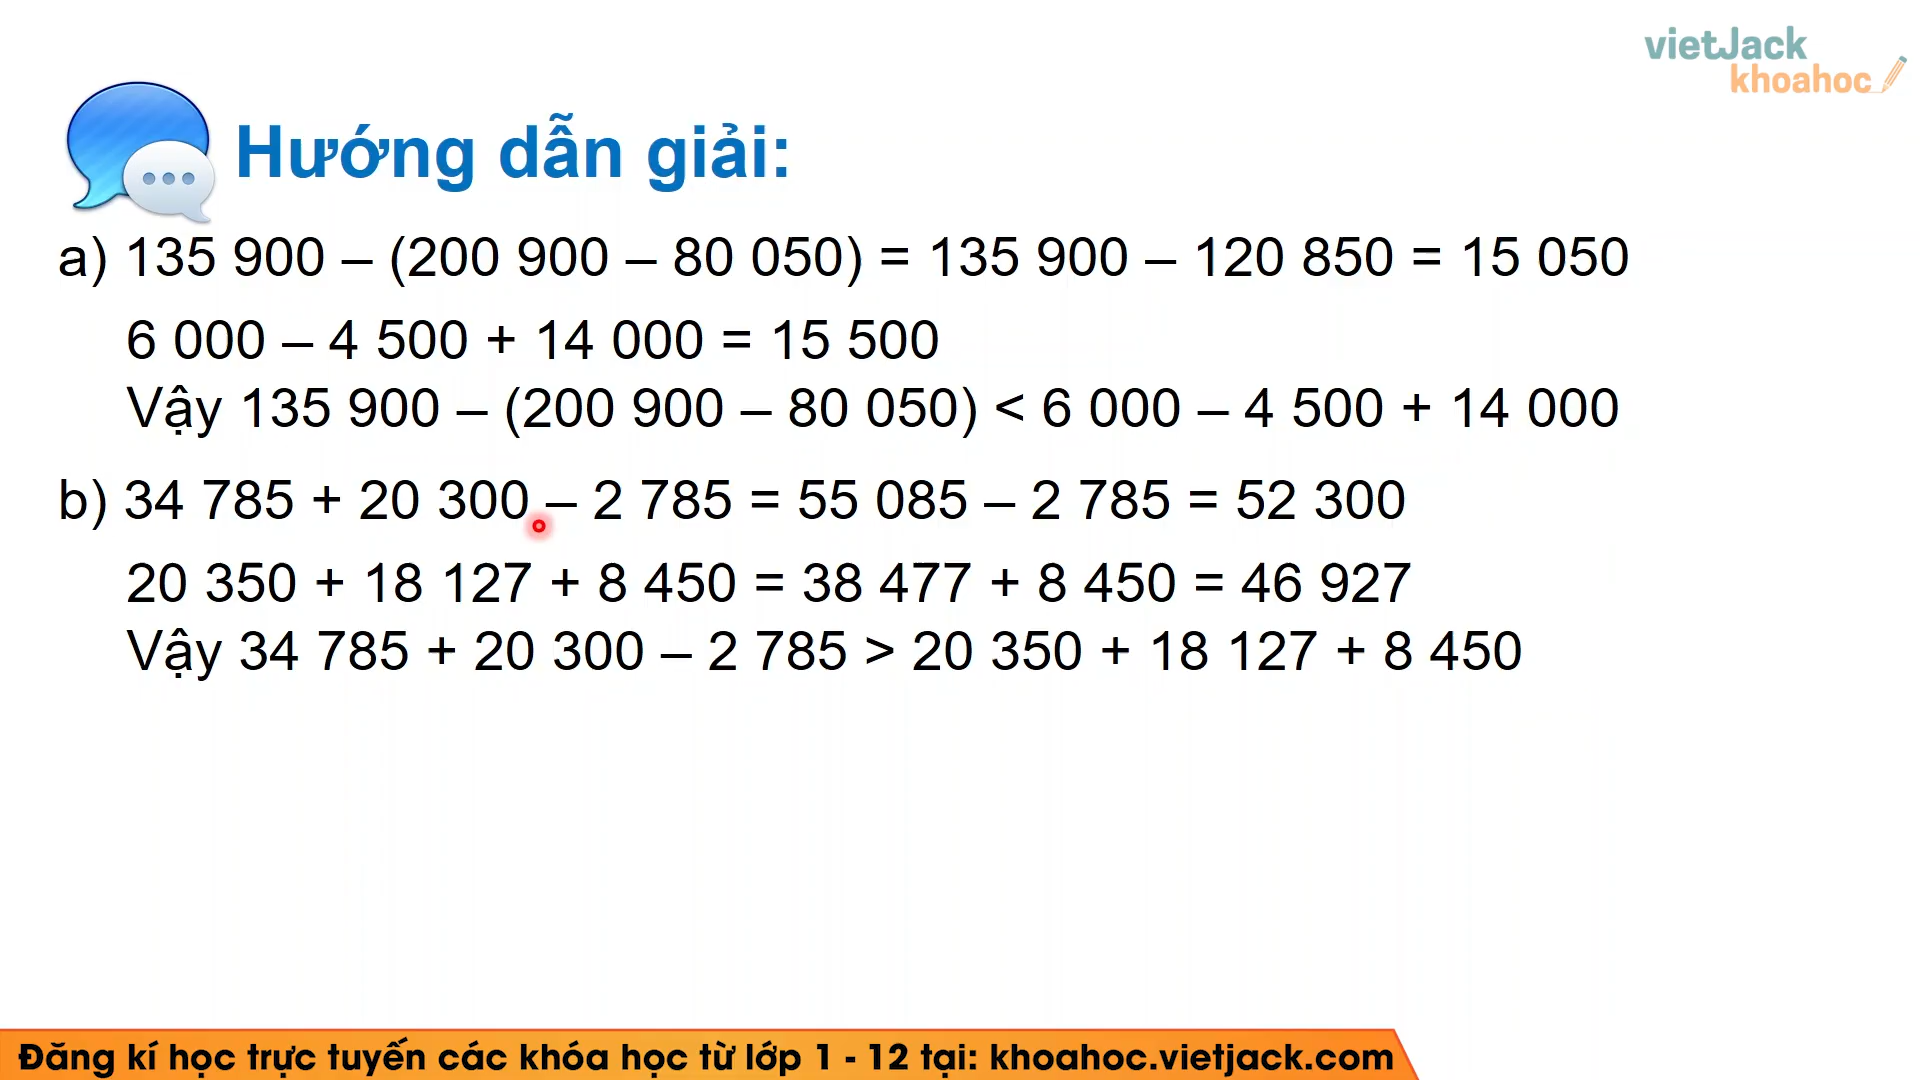 vietJack
khoahoc
Hướng dẫn giải:
a) 135 900 – (200 900 – 80 050) = 135 900 – 120 850 = 15 050
6 000 – 4 500 + 14 000 = 15 500
Vậy 135 900 – (200 900 – 80 050) < 6 000 – 4 500 + 14 000
b) 34 785 + 20 300 – 2 785 = 55 085 – 2 785 = 52 300
20 350 + 18 127 + 8 450 = 38 477 + 8 450 = 46 927
Vậy 34 785 + 20 300 – 2 785 > 20 350 + 18 127 + 8 450
Đăng kí học trực tuyến các khóa học từ lớp 1 - 12 tại: khoahoc.vietjack.com